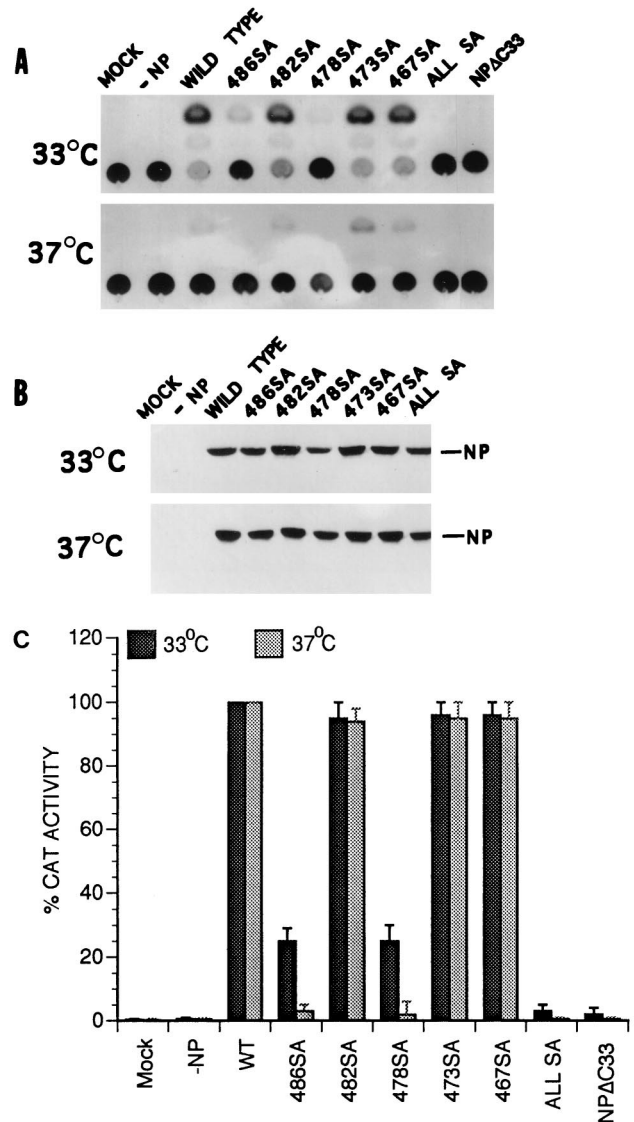 A
MOCK
- NP
WILD TYPE
486SA
482SA
478SA
473SA
467SA
ALL SA
NPΔC33
33°C
37°C
B
MOCK
- NP
WILD TYPE
486SA
482SA
478SA
473SA
467SA
ALL SA
33°C
—NP
37°C
—NP
C
33⁰C
37⁰C
% CAT ACTIVITY
120
100
80
60
40
20
0
Mock
-NP
WT
486SA
482SA
478SA
473SA
467SA
ALL SA
NPΔC33